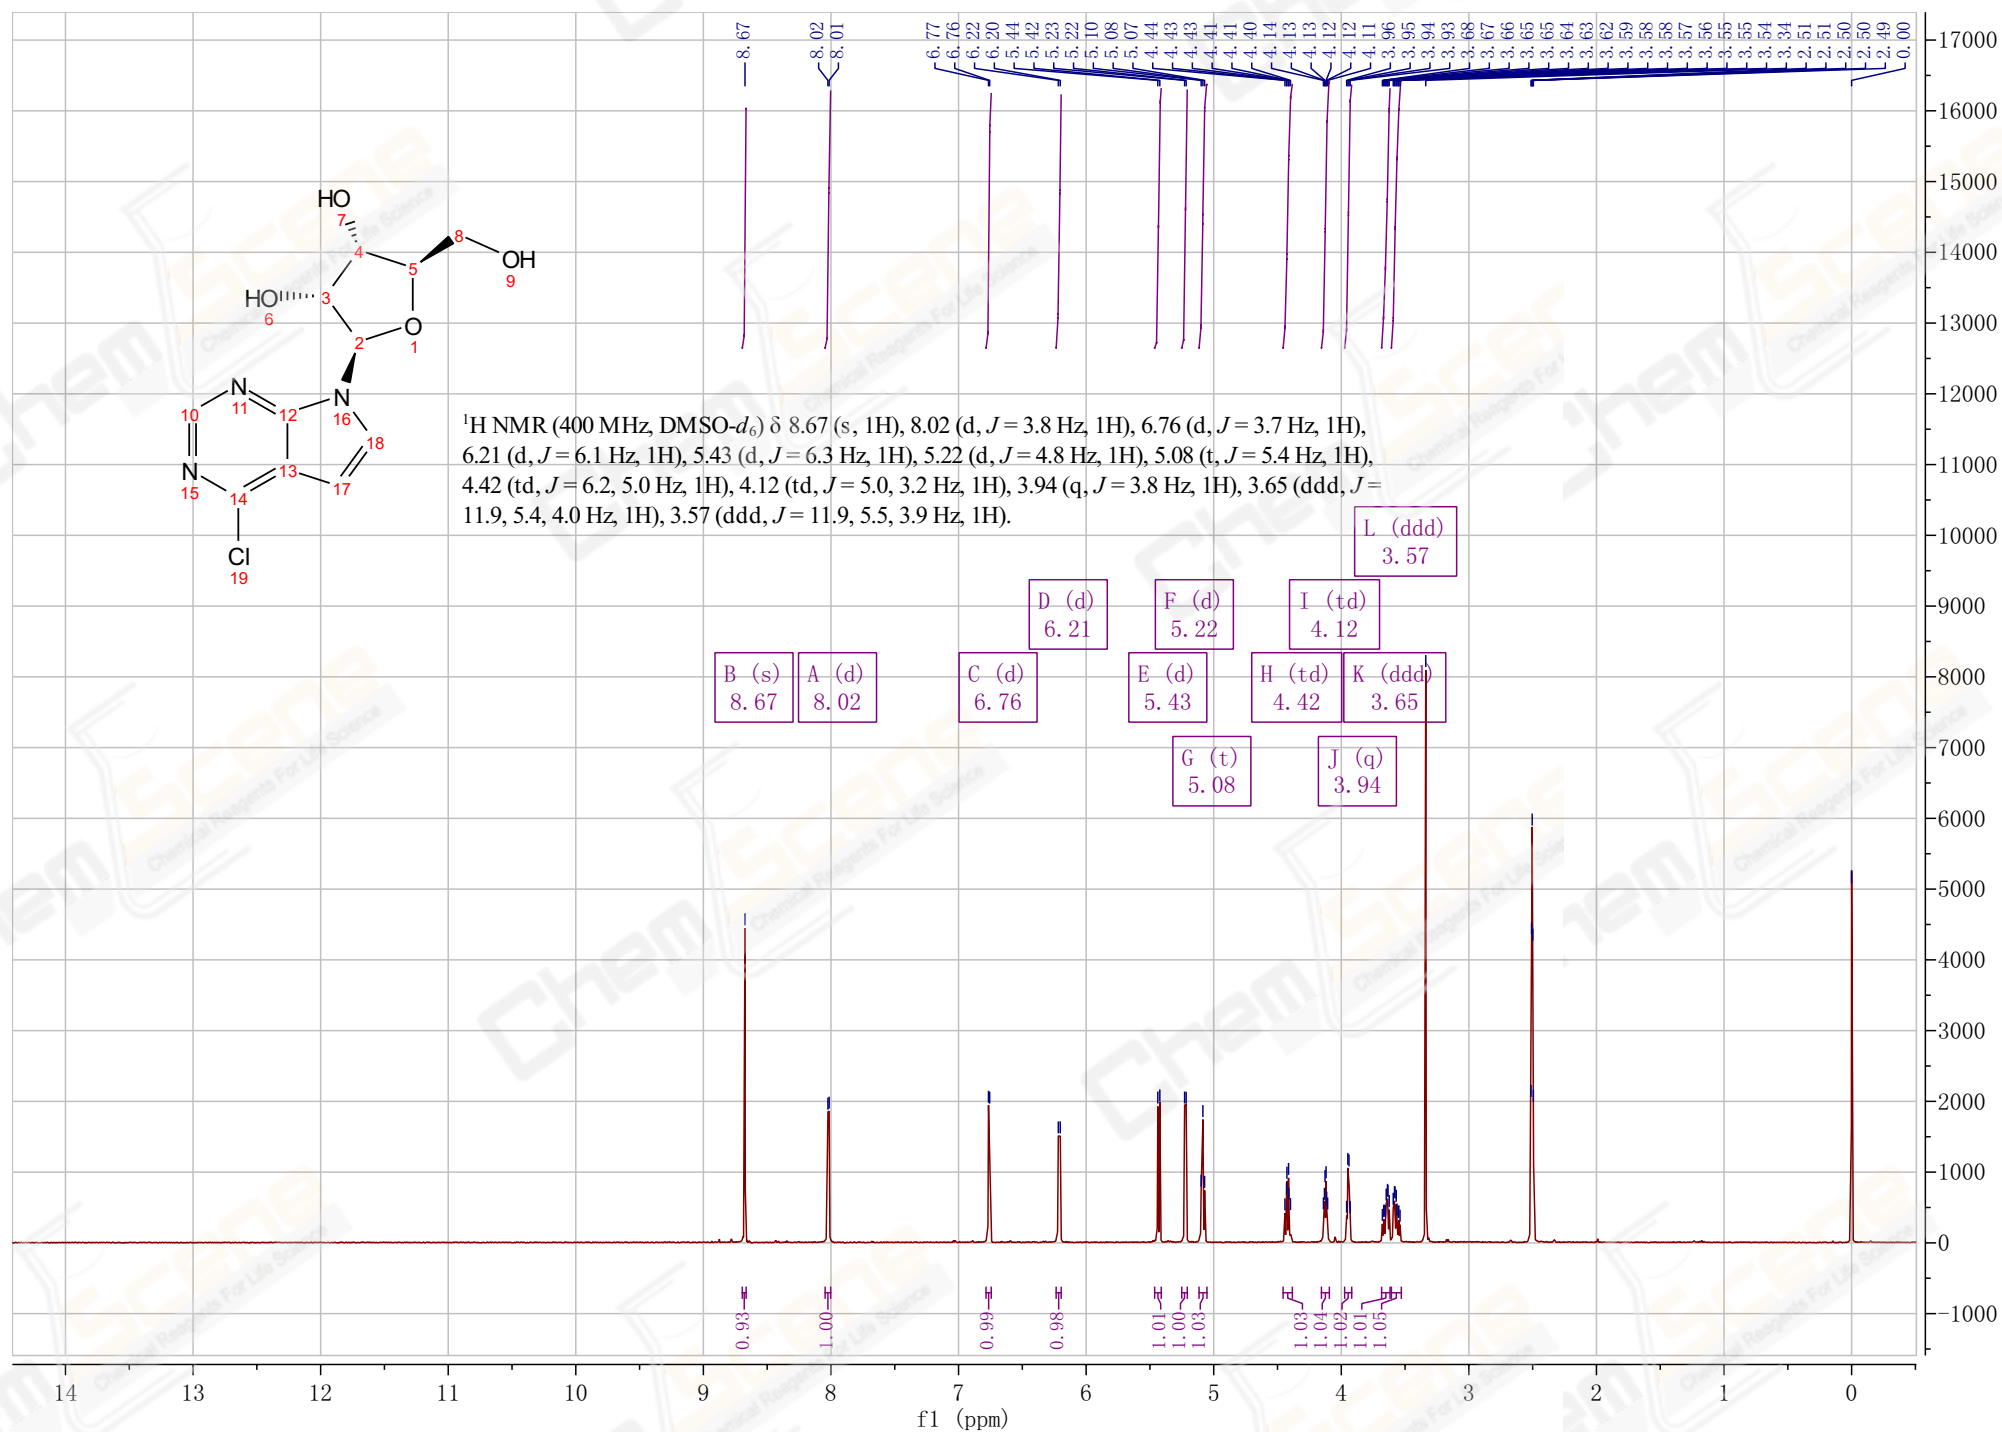 8.67 8.02 8.01 6.77 6.76 6.22 6.20 5.44 5.42 5.23 5.22 5.10 5.08 5.07 4.44 4.43 4.43 4.41 4.41 4.40 4.14 4.13 4.13 4.12 4.12 4.11 3.96 3.95 3.94 3.93 3.68 3.67 3.66 3.65 3.65 3.64 3.63 3.62 3.59 3.58 3.58 3.57 3.56 3.55 3.55 3.54 3.34 2.51 2.51 2.50 2.50 2.49 0.00
17000
16000
15000
14000
13000
12000
11000
10000
9000
8000
7000
6000
5000
4000
3000
2000
1000
0
-1000
HO
7
8
4
OH
5
9
HO
3
6
O
2
1
N
N
10
11
12
16
18
N
13
15
14
17
Cl
19
¹H NMR (400 MHz, DMSO-d₆) δ 8.67 (s, 1H), 8.02 (d, J = 3.8 Hz, 1H), 6.76 (d, J = 3.7 Hz, 1H),
6.21 (d, J = 6.1 Hz, 1H), 5.43 (d, J = 6.3 Hz, 1H), 5.22 (d, J = 4.8 Hz, 1H), 5.08 (t, J = 5.4 Hz, 1H),
4.42 (td, J = 6.2, 5.0 Hz, 1H), 4.12 (td, J = 5.0, 3.2 Hz, 1H), 3.94 (q, J = 3.8 Hz, 1H), 3.65 (ddd, J =
11.9, 5.4, 4.0 Hz, 1H), 3.57 (ddd, J = 11.9, 5.5, 3.9 Hz, 1H).
L (ddd)
3.57
D (d)
6.21
F (d)
5.22
I (td)
4.12
B (s)
8.67
A (d)
8.02
C (d)
6.76
E (d)
5.43
H (td)
4.42
K (ddd)
3.65
G (t)
5.08
J (q)
3.94
0.93 1.00 0.99 0.98 1.01 1.00 1.03 1.03 1.04 1.02 1.01 1.05
14 13 12 11 10 9 8 7 6 5 4 3 2 1 0
f1 (ppm)
ChemScene
Chemical Reagents For Life Science